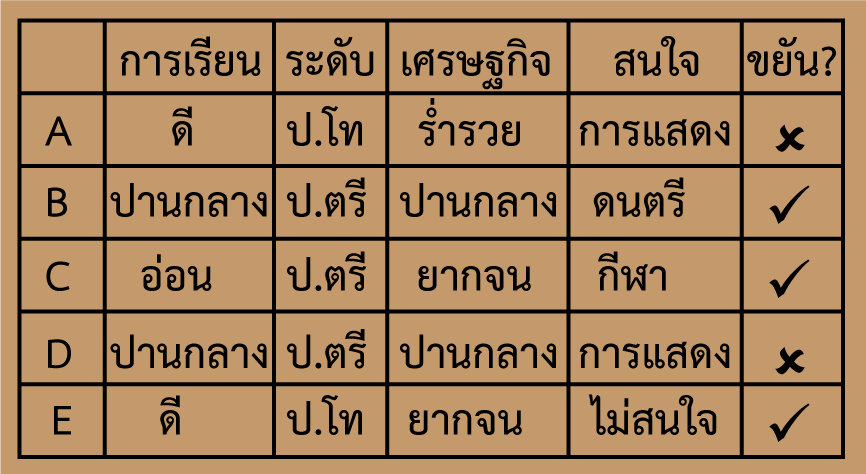 การเรียน ระดับ เศรษฐกิจ สนใจ ขยัน?
A ดี ป.โท ร่ำรวย การแสดง ✘
B ปานกลาง ป.ตรี ปานกลาง ดนตรี ✓
C อ่อน ป.ตรี ยากจน กีฬา ✓
D ปานกลาง ป.ตรี ปานกลาง การแสดง ✘
E ดี ป.โท ยากจน ไม่สนใจ ✓